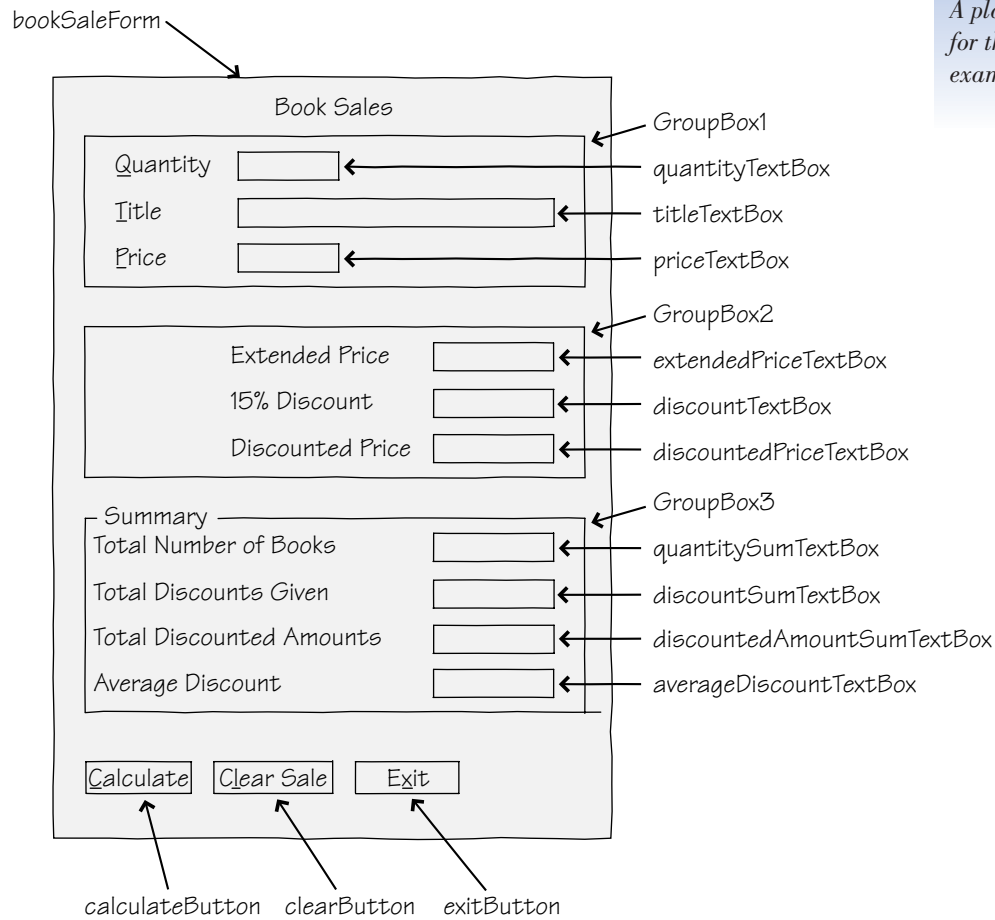 bookSaleForm
A
for
exam
Book Sales
GroupBox1
Quantity
quantityTextBox
Title
titleTextBox
Price
priceTextBox
GroupBox2
Extended Price
extendedPriceTextBox
15% Discount
discountTextBox
Discounted Price
discountedPriceTextBox
GroupBox3
Summary
Total Number of Books
quantitySumTextBox
Total Discounts Given
discountSumTextBox
Total Discounted Amounts
discountedAmountSumTextBox
Average Discount
averageDiscountTextBox
Calculate Clear Sale Exit
calculateButton clearButton exitButton